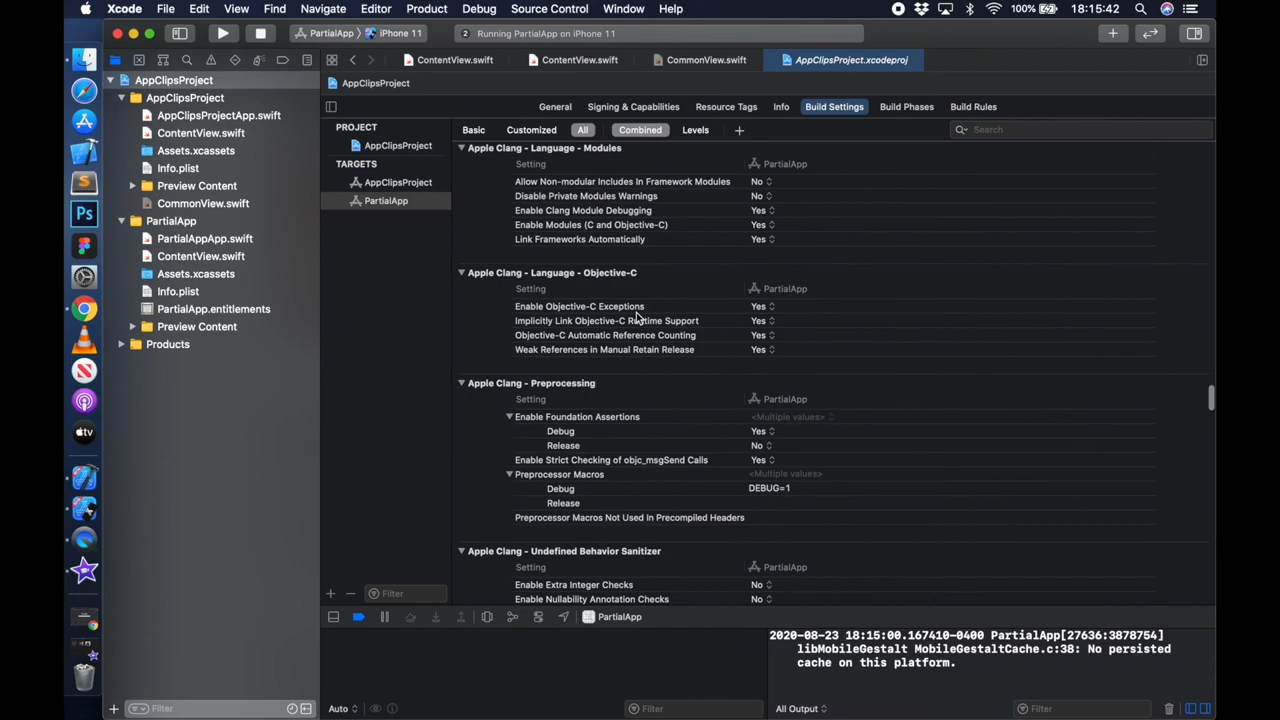 Xcode File Edit View Find Navigate Editor Product Debug Source Control Window Help 100% 18:15:42
PartialApp 〉 iPhone 11 2 Running PartialApp on iPhone 11
ContentView.swift ContentView.swift CommonView.swift AppClipsProject.xcodeproj
AppClipsProject
AppClipsProject
AppClipsProjectApp.swift
ContentView.swift
Assets.xcassets
Info.plist
Preview Content
CommonView.swift
PartialApp
PartialAppApp.swift
ContentView.swift
Assets.xcassets
Info.plist
PartialApp.entitlements
Preview Content
Products
Filter
AppClipsProject
General Signing & Capabilities Resource Tags Info Build Settings Build Phases Build Rules
PROJECT
AppClipsProject
TARGETS
AppClipsProject
PartialApp
Filter
Basic Customized All Combined Levels Search
Apple Clang - Language - Modules
Setting PartialApp
Allow Non-modular Includes In Framework Modules No
Disable Private Modules Warnings No
Enable Clang Module Debugging Yes
Enable Modules (C and Objective-C) Yes
Link Frameworks Automatically Yes
Apple Clang - Language - Objective-C
Setting PartialApp
Enable Objective-C Exceptions Yes
Implicitly Link Objective-C Runtime Support Yes
Objective-C Automatic Reference Counting Yes
Weak References in Manual Retain Release Yes
Apple Clang - Preprocessing
Setting PartialApp
Enable Foundation Assertions <Multiple values>
Debug Yes
Release No
Enable Strict Checking of objc_msgSend Calls Yes
Preprocessor Macros <Multiple values>
Debug DEBUG=1
Release
Preprocessor Macros Not Used In Precompiled Headers
Apple Clang - Undefined Behavior Sanitizer
Setting PartialApp
Enable Extra Integer Checks No
Enable Nullability Annotation Checks No
PartialApp
2020-08-23 18:15:00.167410-0400 PartialApp[27636:3878754]
libMobileGestalt MobileGestaltCache.c:38: No persisted
cache on this platform.
Auto Filter All Output Filter
Ps
tv